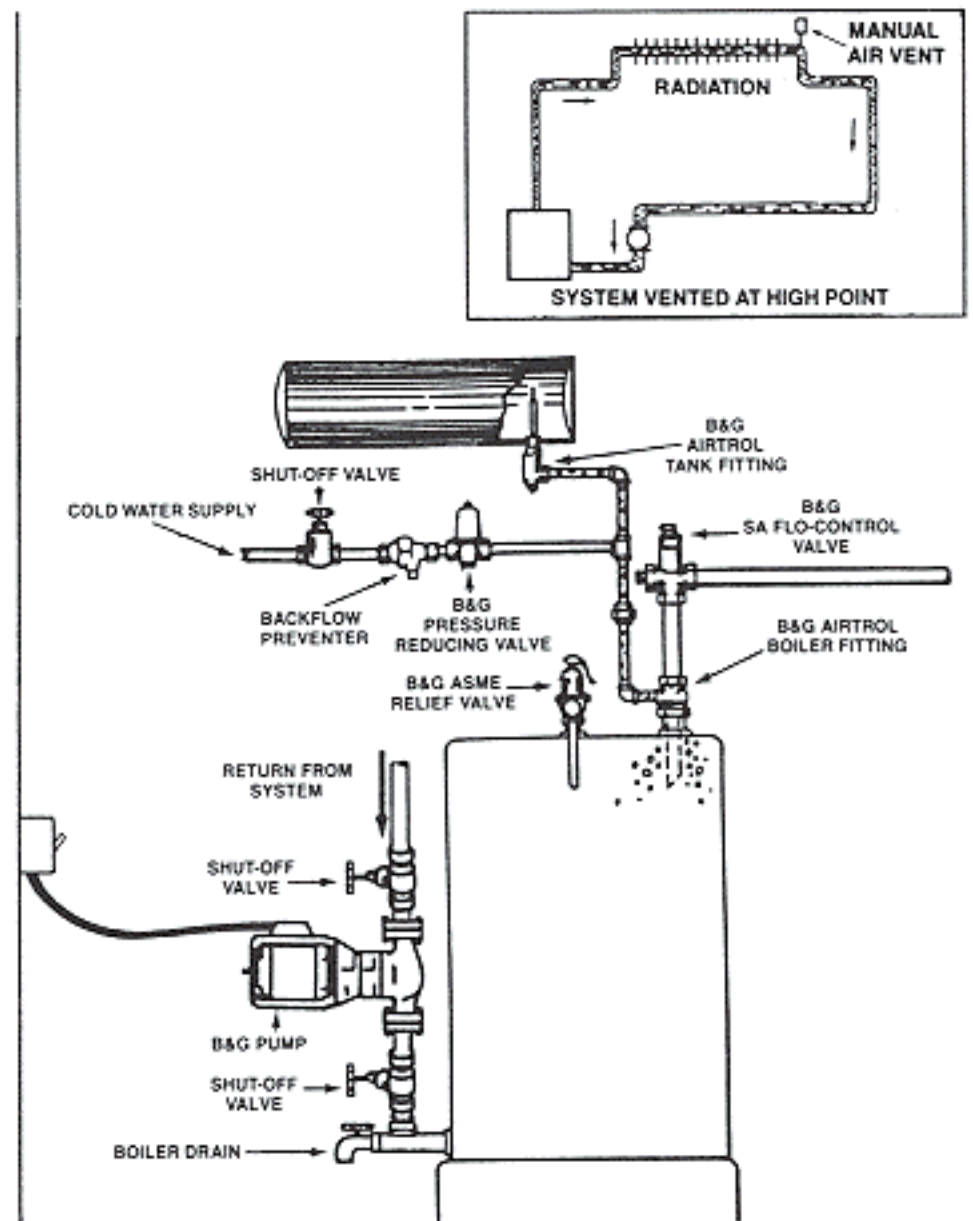 MANUAL
AIR VENT
RADIATION
SYSTEM VENTED AT HIGH POINT
B&G
AIRTROL
TANK FITTING
SHUT-OFF VALVE
COLD WATER SUPPLY
B&G
SA FLO-CONTROL
VALVE
BACKFLOW
PREVENTER
B&G
PRESSURE
REDUCING VALVE
B&G AIRTROL
BOILER FITTING
B&G ASME
RELIEF VALVE
RETURN FROM
SYSTEM
SHUT-OFF
VALVE
B&G PUMP
SHUT-OFF
VALVE
BOILER DRAIN